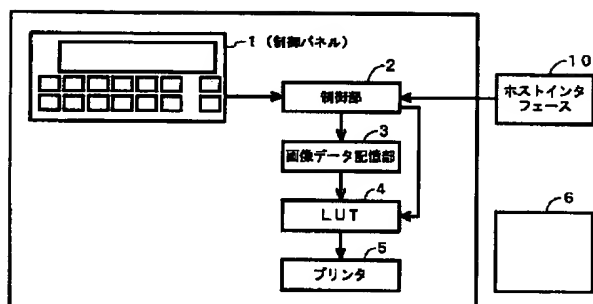 1 (制御パネル)
2
制御部
10
ホストインタ
フェース
3
画像データ記憶部
4
LUT
6
5
プリンタ